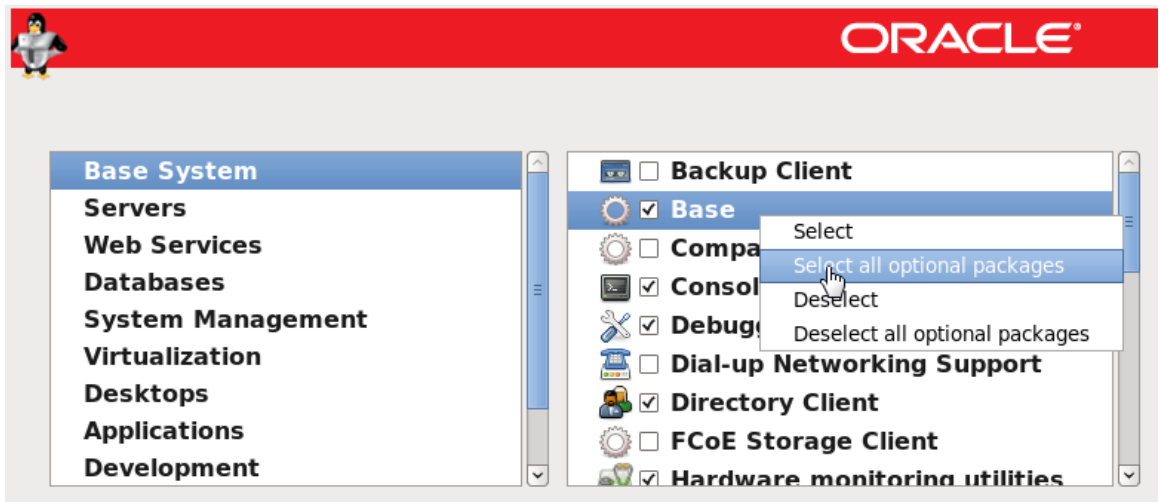 ORACLE®
Base System
Servers
Web Services
Databases
System Management
Virtualization
Desktops
Applications
Development
Backup Client
Base
Compa
Consol
Debugg
Dial-up Networking Support
Directory Client
FCoE Storage Client
Hardware monitoring utilities
Select
Select all optional packages
Deselect
Deselect all optional packages